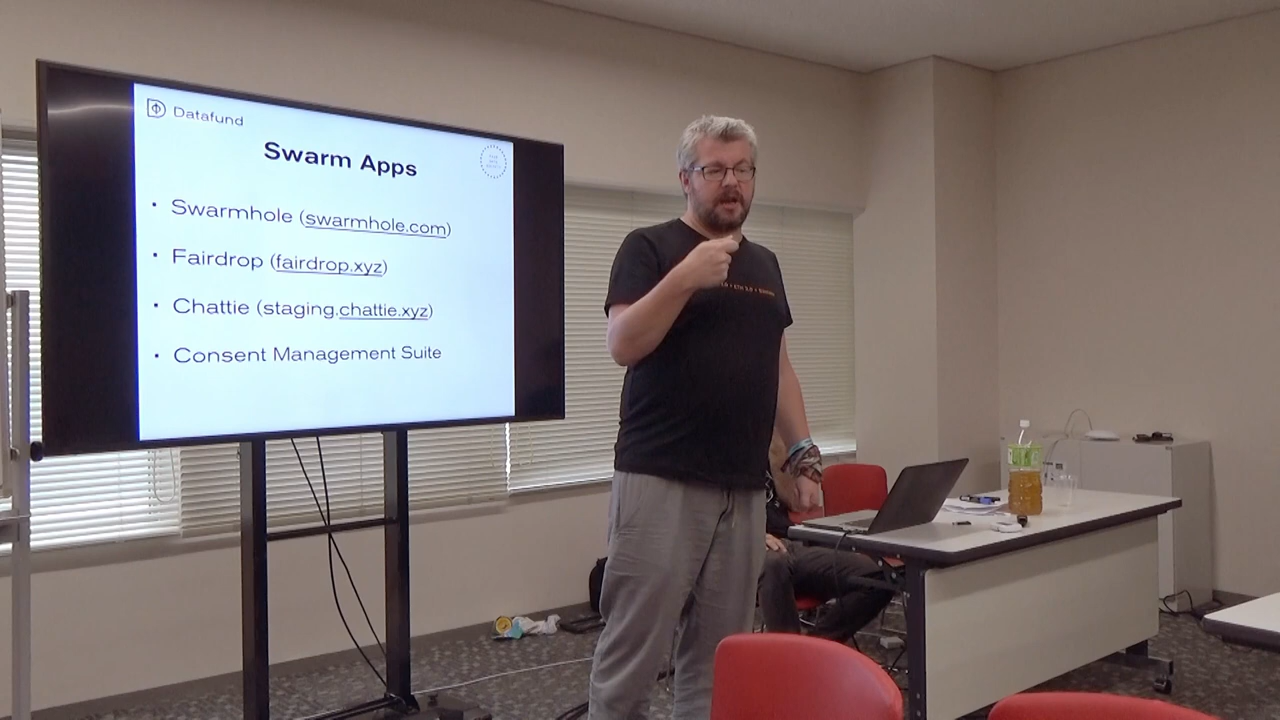 Datafund
Swarm Apps
· Swarmhole (swarmhole.com)
· Fairdrop (fairdrop.xyz)
· Chattie (staging.chattie.xyz)
· Consent Management Suite